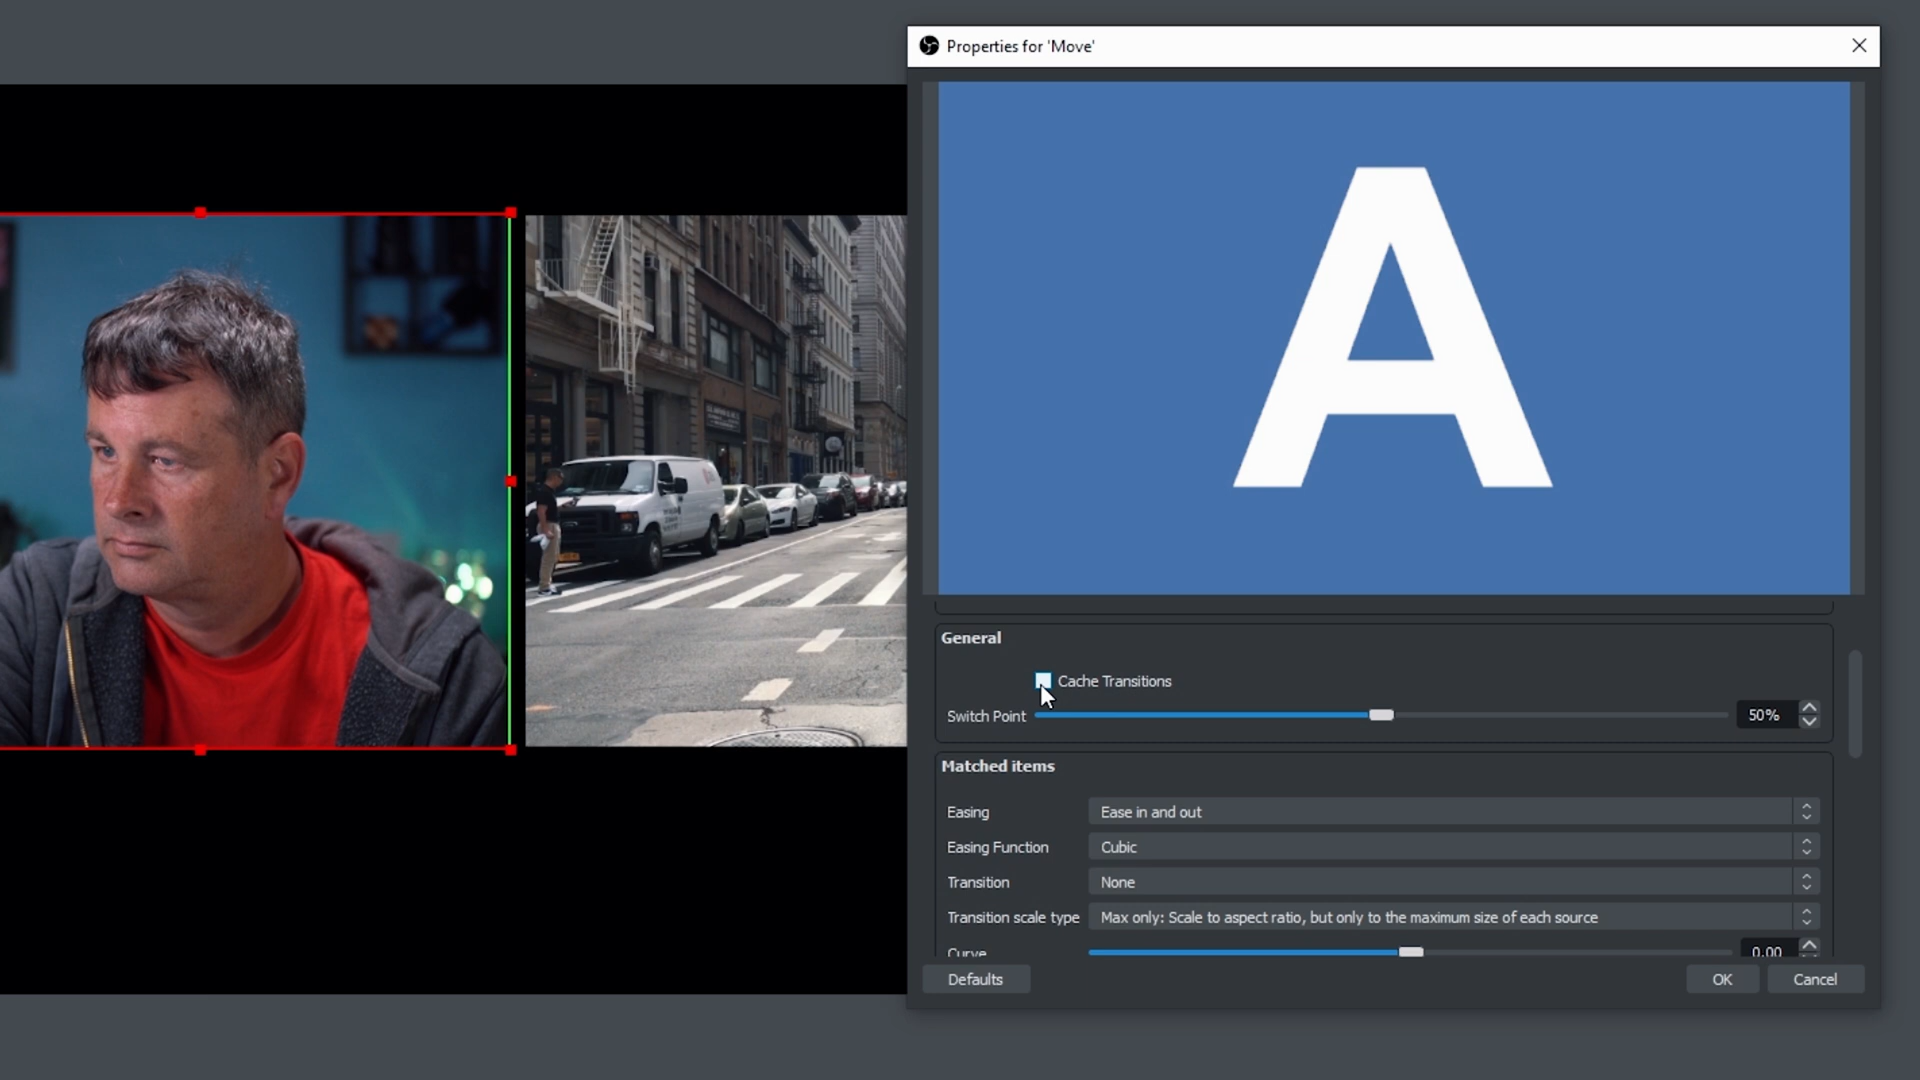 Properties for 'Move'
A
General
Cache Transitions
Switch Point 50%
Matched items
Easing Ease in and out
Easing Function Cubic
Transition None
Transition scale type Max only: Scale to aspect ratio, but only to the maximum size of each source
Curve 0.00
Defaults OK Cancel